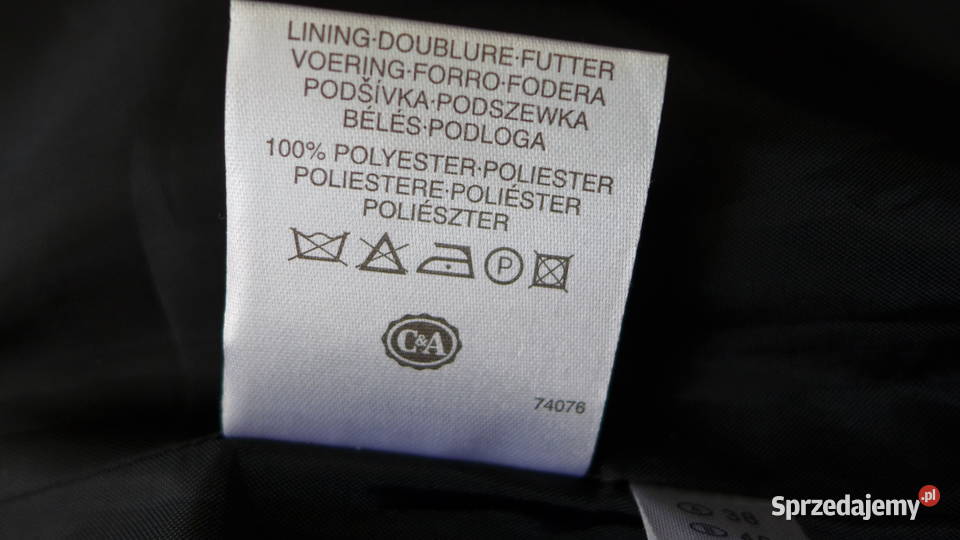 LINING·DOUBLURE·FUTTER
VOERING·FORRO·FODERA
PODŠÍVKA·PODSZEWKA
BÉLÉS·PODLOGA
100% POLYESTER·POLIESTER
POLIESTERE·POLIÉSTER
POLIÉSZTER
P
C&A
74076
38
Sprzedajemy.pl